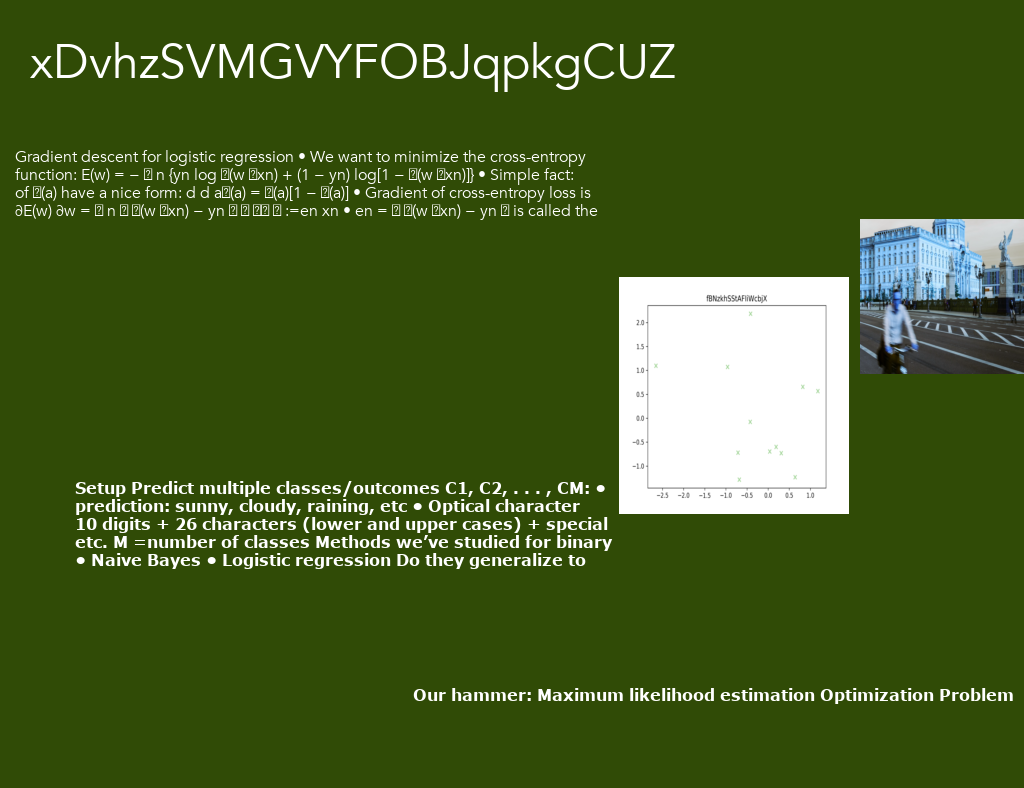 xDvhzSVMGVYFOBJqpkgCUZ
Gradient descent for logistic regression • We want to minimize the cross-entropy
function: E(w) = − ⍰ n {yn log ⍰(w ⍰xn) + (1 − yn) log[1 − ⍰(w ⍰xn)]} • Simple fact:
of ⍰(a) have a nice form: d d a⍰(a) = ⍰(a)[1 − ⍰(a)] • Gradient of cross-entropy loss is
∂E(w) ∂w = ⍰ n ⍰ ⍰(w ⍰xn) − yn ⍰ ⍰ ⍰⍰ ⍰ :=en xn • en = ⍰ ⍰(w ⍰xn) − yn ⍰ is called the
fBNzkhSStAFIiWcbjX
2.0
1.5
1.0
0.5
0.0
−0.5
−1.0
−2.5 −2.0 −1.5 −1.0 −0.5 0.0 0.5 1.0
Setup Predict multiple classes/outcomes C1, C2, . . . , CM: •
prediction: sunny, cloudy, raining, etc • Optical character
10 digits + 26 characters (lower and upper cases) + special
etc. M =number of classes Methods we’ve studied for binary
• Naive Bayes • Logistic regression Do they generalize to
Our hammer: Maximum likelihood estimation Optimization Problem